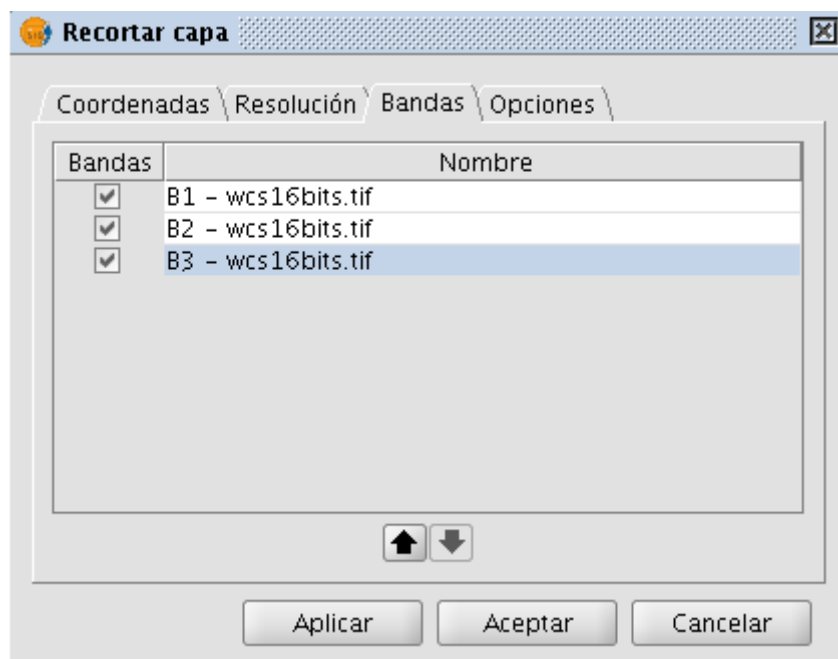 Recortar capa
Coordenadas Resolución Bandas Opciones
Bandas Nombre
B1 – wcs16bits.tif
B2 – wcs16bits.tif
B3 – wcs16bits.tif
Aplicar Aceptar Cancelar